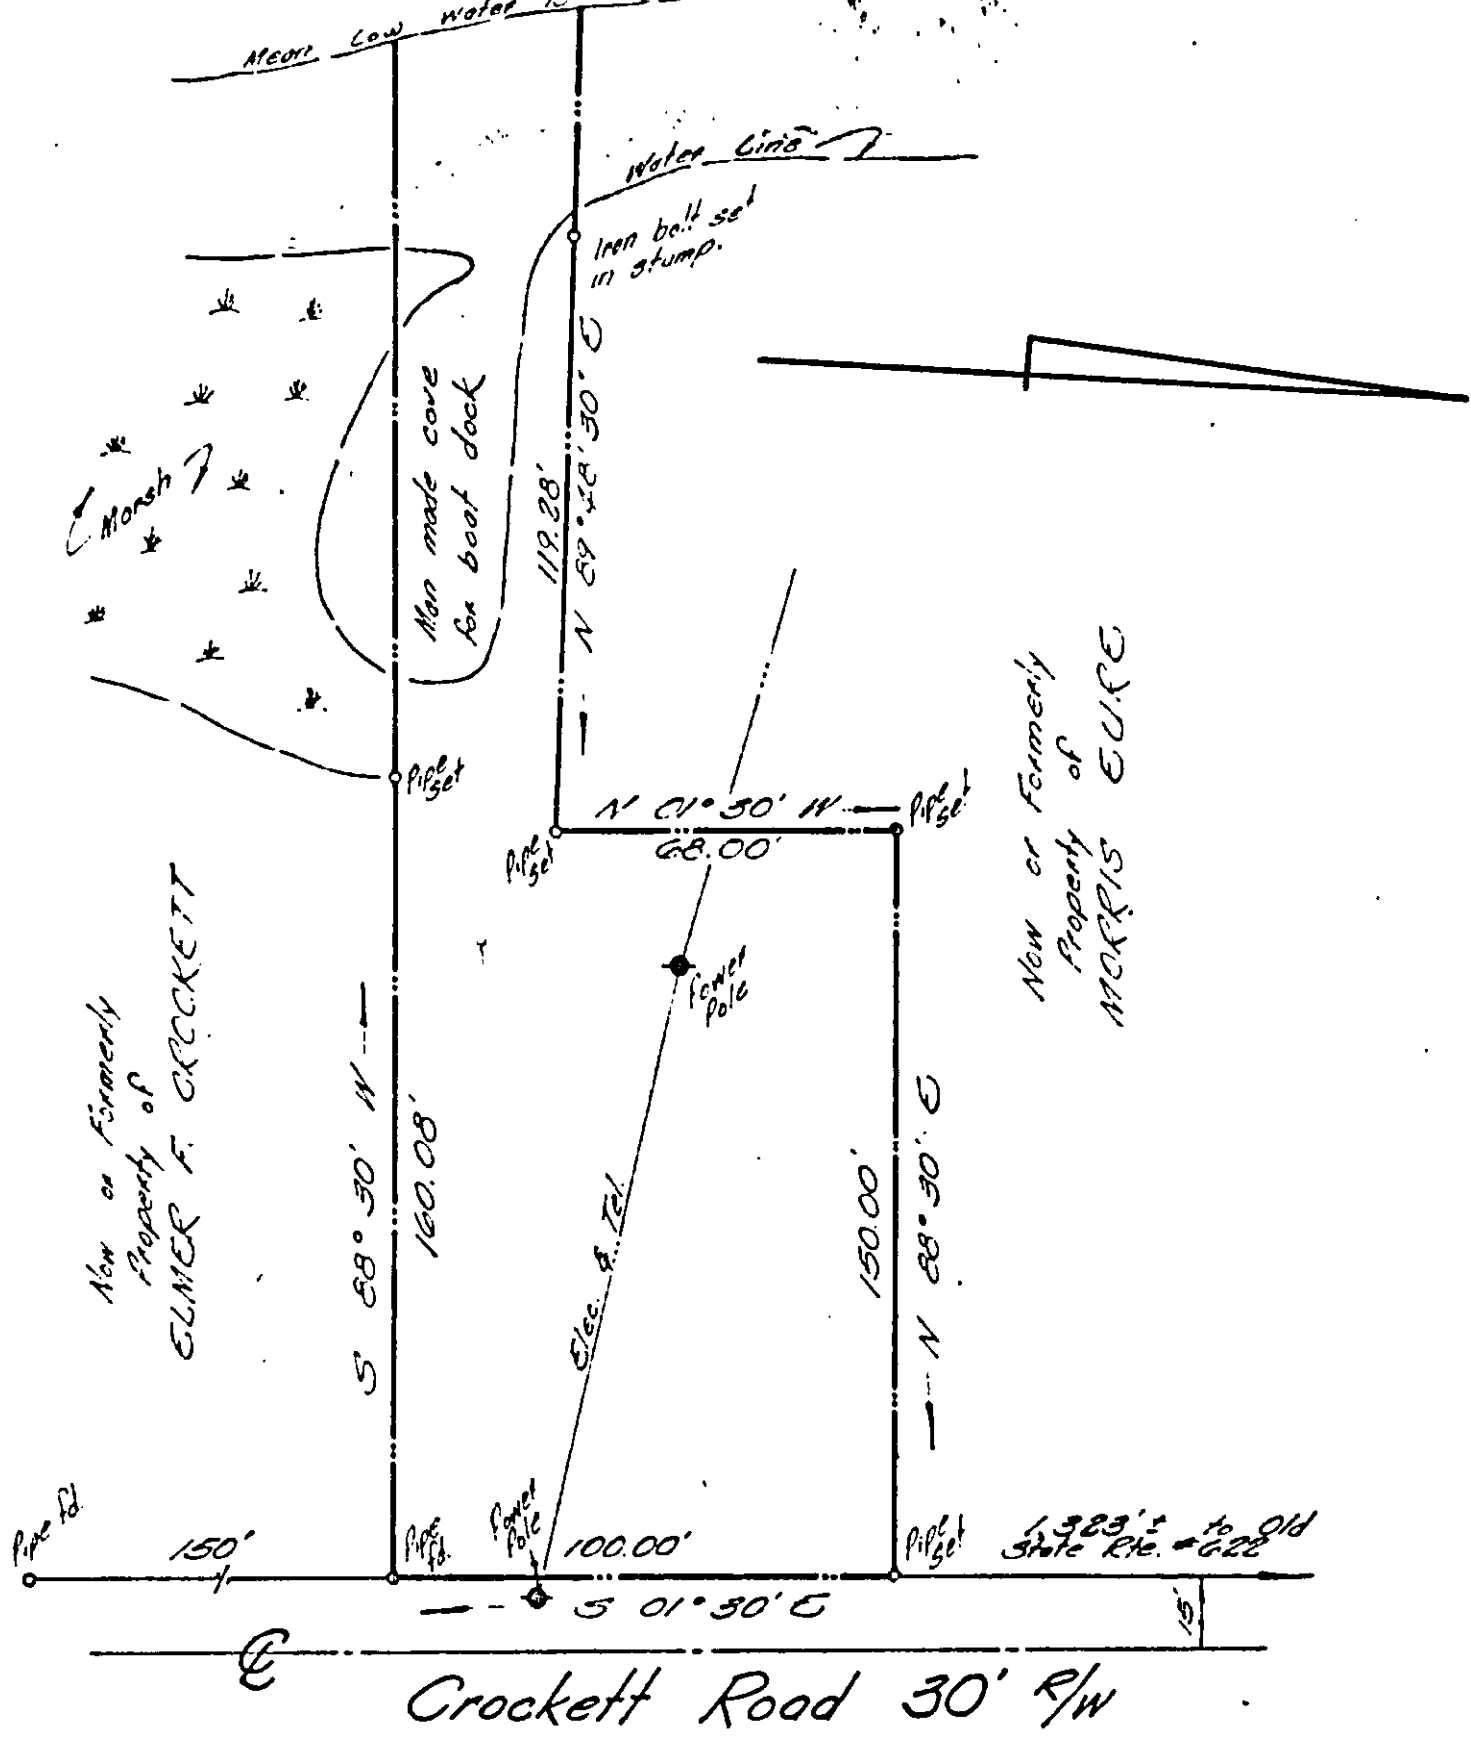 Mean Low Water
Water Line
Iron bolt set
in stump.
Man made cove
for boat dock
119.28'
N 89° 48' 30" E
Marsh
Pipe
set
N 01° 30' W
68.00'
Pipe
set
Pipe
set
Now or Formerly
Property of
MORRIS EURE
Power
Pole
Now or Formerly
Property of
ELMER F. CROCKETT
S 88° 30' W
160.08'
Elec. & Tel.
150.00'
N 88° 30' E
Pipe fd.
150'
Pipe
fd.
Power
Pole
100.00'
Pipe
set
1,323'± to Old
State Rte. #622
S 01° 30' E
15'
℄
Crockett Road 30' R/W